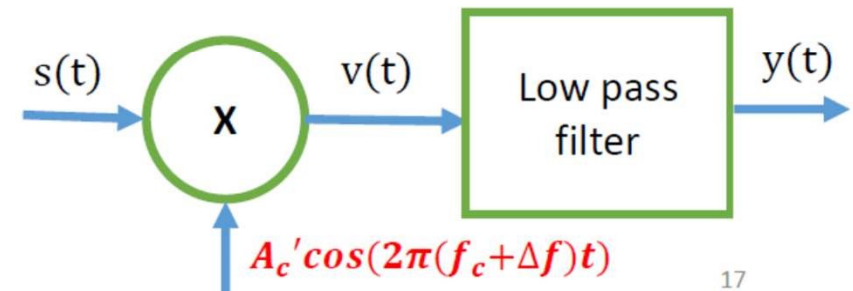 s(t)
v(t)
y(t)
X
Low pass
filter
A_c′cos(2π(f_c+Δf)t)
17